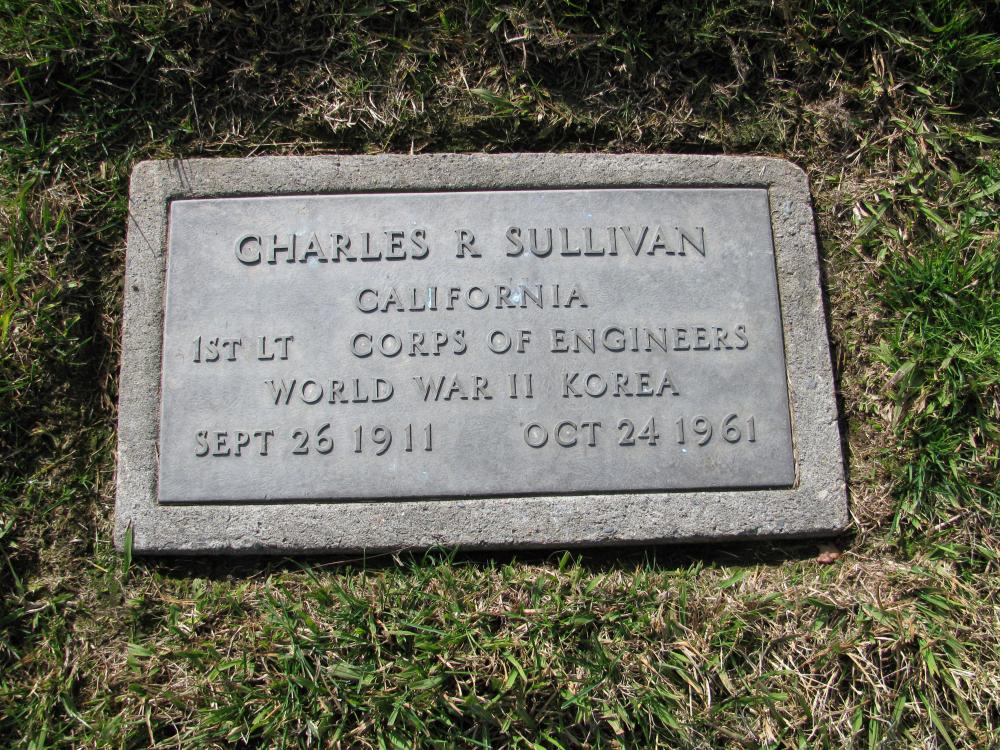 CHARLES R SULLIVAN
CALIFORNIA
1ST LT CORPS OF ENGINEERS
WORLD WAR II KOREA
SEPT 26 1911 OCT 24 1961